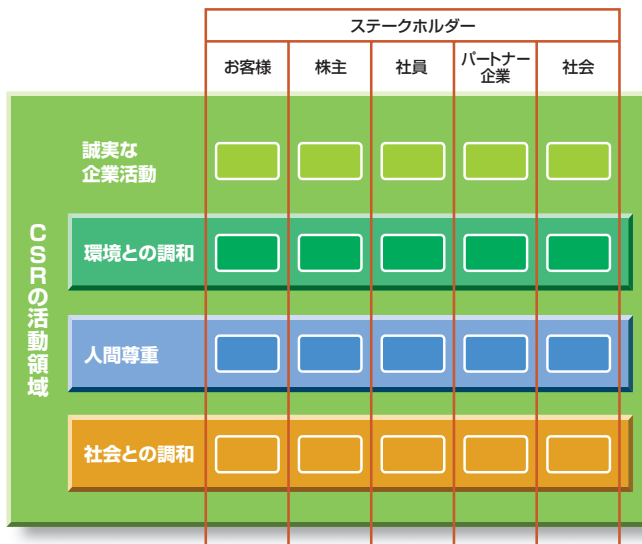 ステークホルダー
お客様
株主
社員
パートナー
企業
社会
CSRの活動領域
誠実な
企業活動
環境との調和
人間尊重
社会との調和